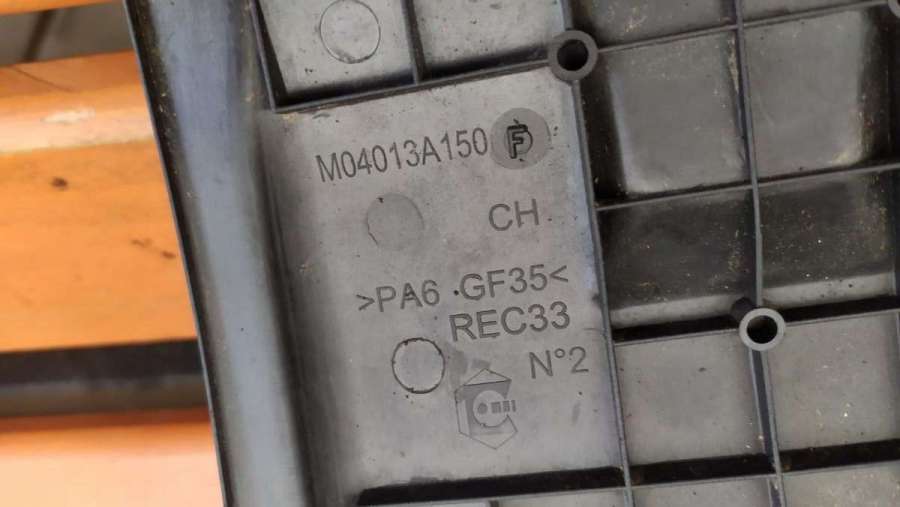 M04013A150 F
CH
>PA6 .GF35<
REC33
N°2